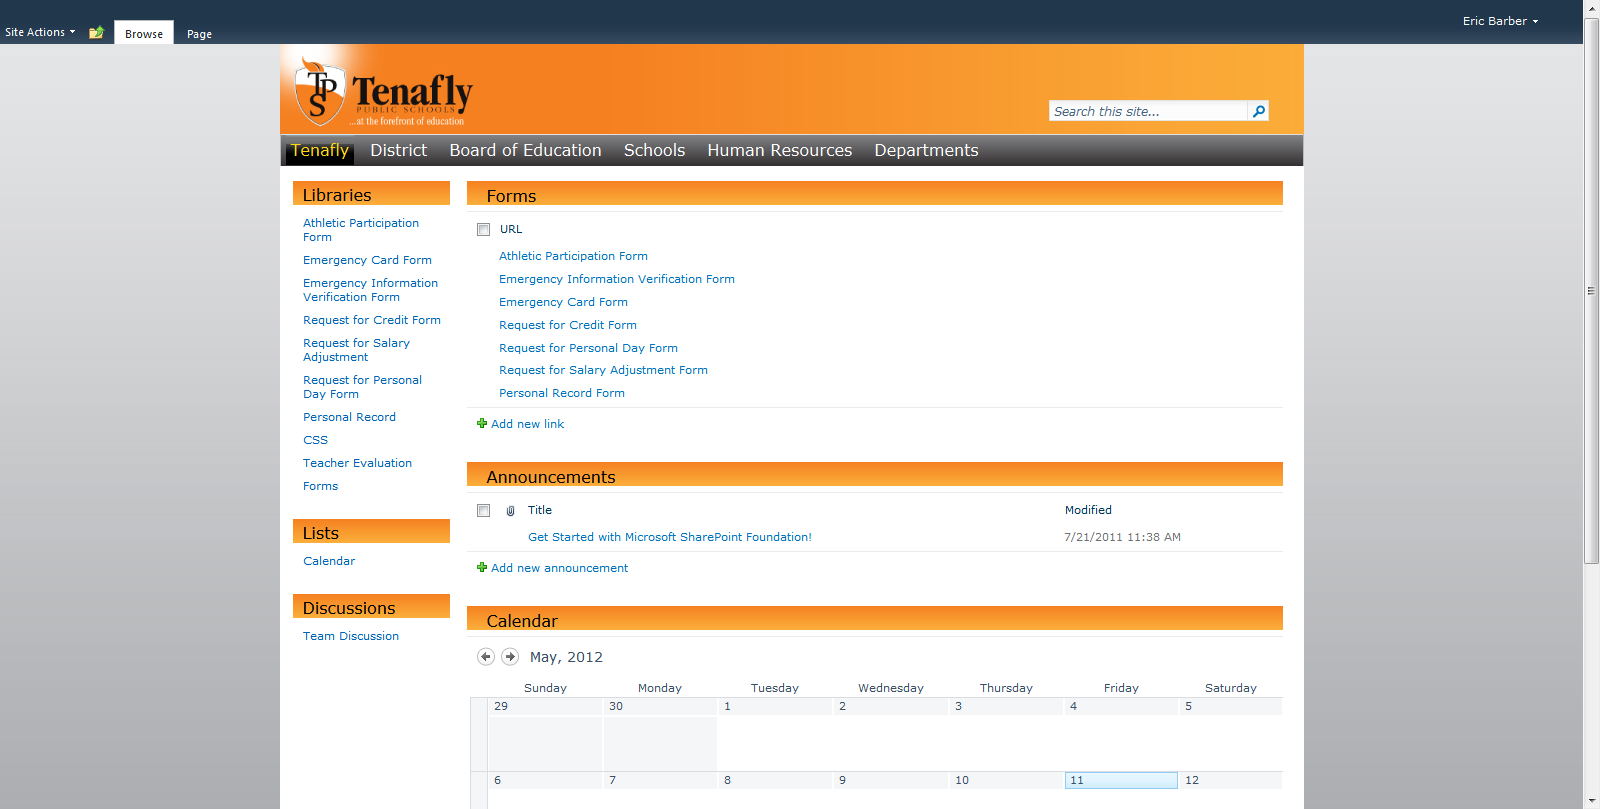 Eric Barber
Site Actions
Browse
Page
TPS
Tenafly
PUBLIC SCHOOLS
...at the forefront of education
Search this site...
Tenafly District Board of Education Schools Human Resources Departments
Libraries
Athletic Participation
Form
Emergency Card Form
Emergency Information
Verification Form
Request for Credit Form
Request for Salary
Adjustment
Request for Personal
Day Form
Personal Record
CSS
Teacher Evaluation
Forms
Lists
Calendar
Discussions
Team Discussion
Forms
URL
Athletic Participation Form
Emergency Information Verification Form
Emergency Card Form
Request for Credit Form
Request for Personal Day Form
Request for Salary Adjustment Form
Personal Record Form
Add new link
Announcements
Title Modified
Get Started with Microsoft SharePoint Foundation! 7/21/2011 11:38 AM
Add new announcement
Calendar
May, 2012
Sunday Monday Tuesday Wednesday Thursday Friday Saturday
29 30 1 2 3 4 5
6 7 8 9 10 11 12